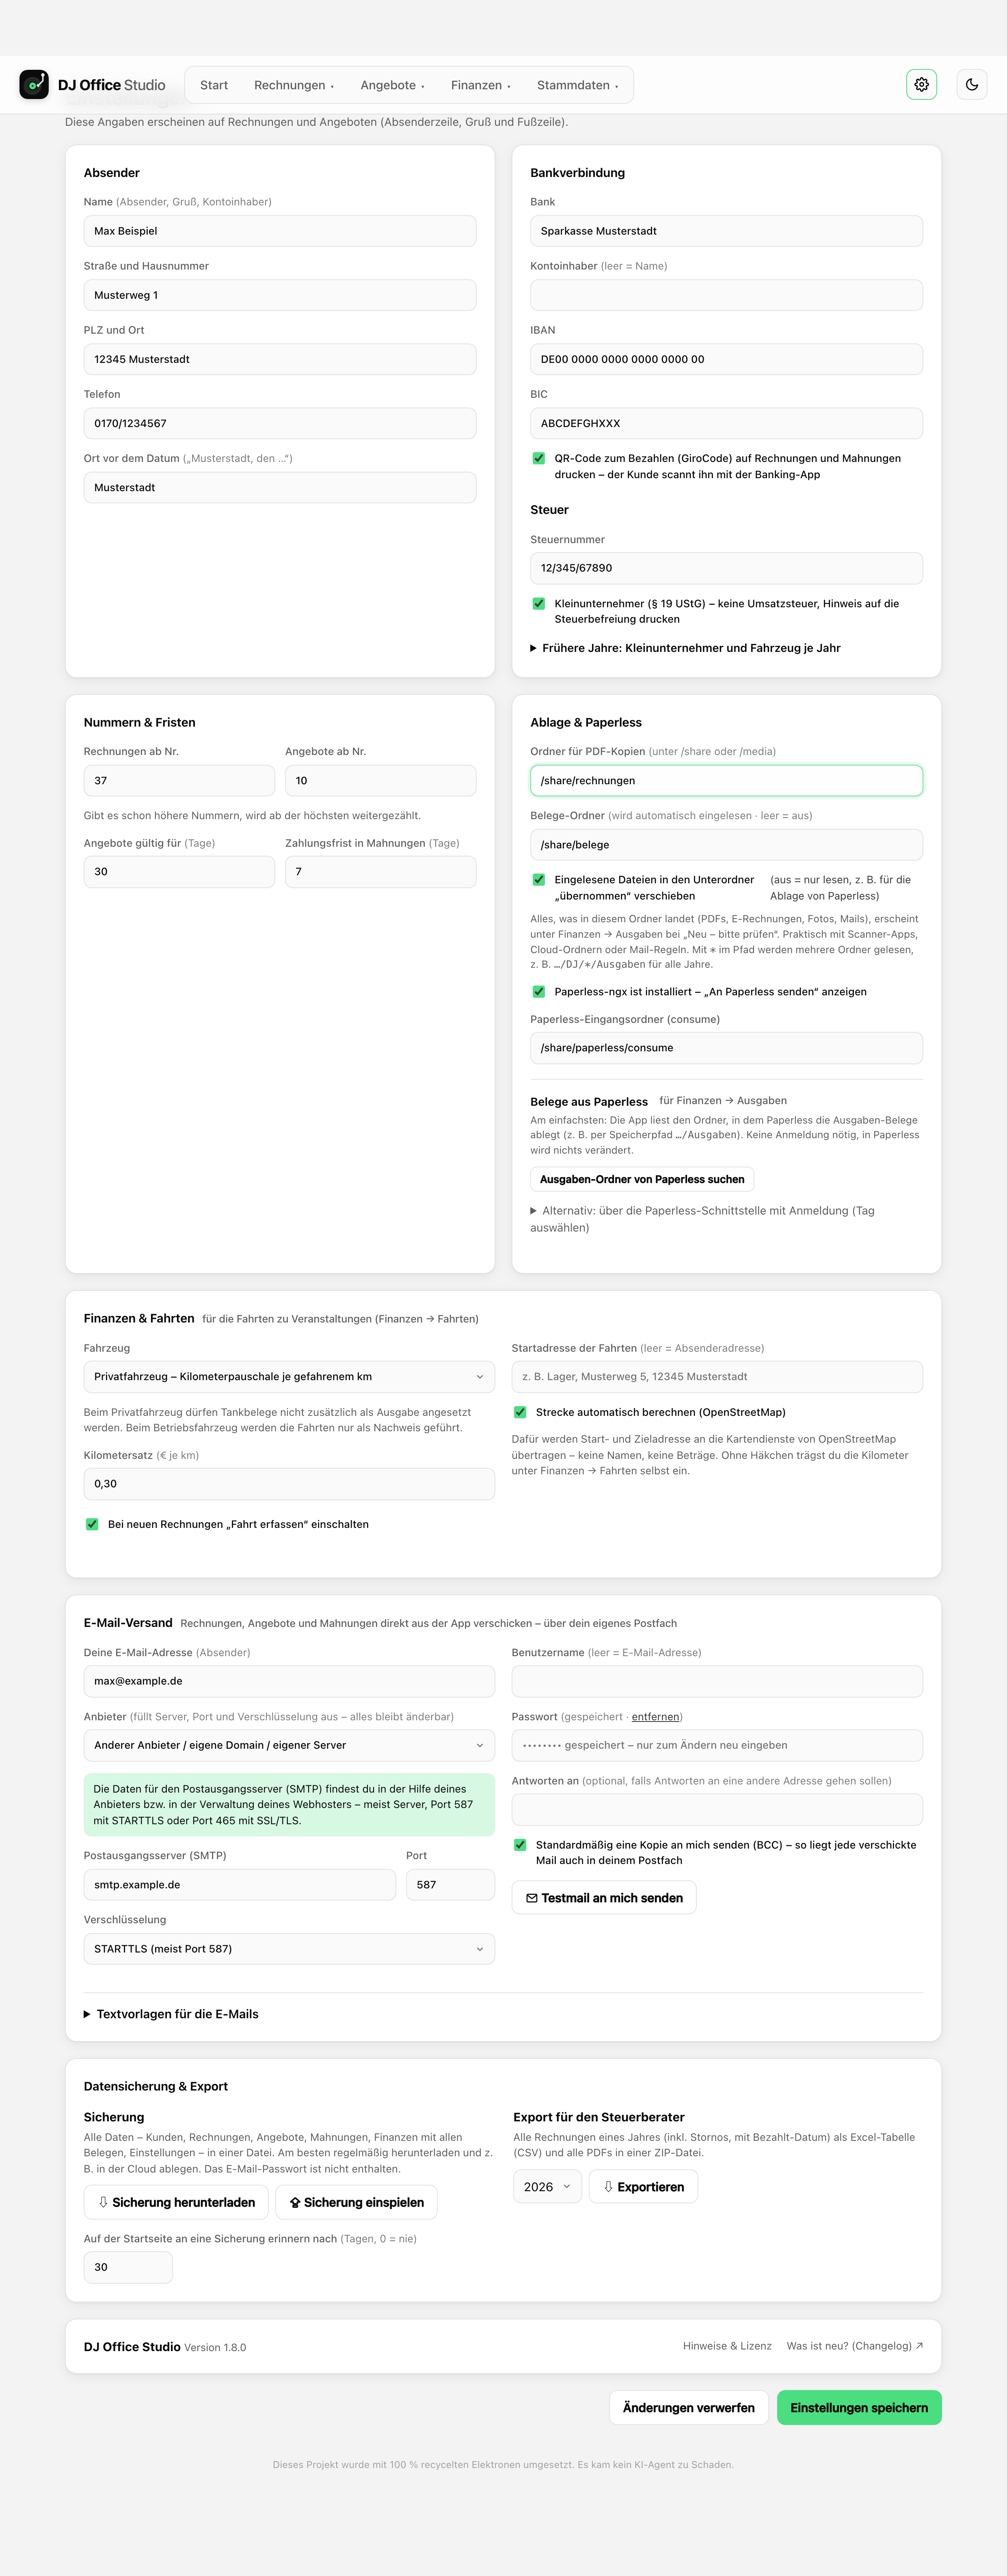 DJ Office Studio
Start
Rechnungen
Angebote
Finanzen
Stammdaten
Diese Angaben erscheinen auf Rechnungen und Angeboten (Absenderzeile, Gruß und Fußzeile).
Absender
Name (Absender, Gruß, Kontoinhaber)
Max Beispiel
Straße und Hausnummer
Musterweg 1
PLZ und Ort
12345 Musterstadt
Telefon
0170/1234567
Ort vor dem Datum („Musterstadt, den …“)
Musterstadt
Bankverbindung
Bank
Sparkasse Musterstadt
Kontoinhaber (leer = Name)
IBAN
DE00 0000 0000 0000 0000 00
BIC
ABCDEFGHXXX
QR-Code zum Bezahlen (GiroCode) auf Rechnungen und Mahnungen
drucken – der Kunde scannt ihn mit der Banking-App
Steuer
Steuernummer
12/345/67890
Kleinunternehmer (§ 19 UStG) – keine Umsatzsteuer, Hinweis auf die
Steuerbefreiung drucken
Frühere Jahre: Kleinunternehmer und Fahrzeug je Jahr
Nummern & Fristen
Rechnungen ab Nr.
Angebote ab Nr.
37
10
Gibt es schon höhere Nummern, wird ab der höchsten weitergezählt.
Angebote gültig für (Tage)
Zahlungsfrist in Mahnungen (Tage)
30
7
Ablage & Paperless
Ordner für PDF-Kopien (unter /share oder /media)
/share/rechnungen
Belege-Ordner (wird automatisch eingelesen · leer = aus)
/share/belege
Eingelesene Dateien in den Unterordner
„übernommen“ verschieben
(aus = nur lesen, z. B. für die
Ablage von Paperless)
Alles, was in diesem Ordner landet (PDFs, E-Rechnungen, Fotos, Mails), erscheint
unter Finanzen → Ausgaben bei „Neu – bitte prüfen“. Praktisch mit Scanner-Apps,
Cloud-Ordnern oder Mail-Regeln. Mit * im Pfad werden mehrere Ordner gelesen,
z. B. …/DJ/*/Ausgaben für alle Jahre.
Paperless-ngx ist installiert – „An Paperless senden“ anzeigen
Paperless-Eingangsordner (consume)
/share/paperless/consume
Belege aus Paperless für Finanzen → Ausgaben
Am einfachsten: Die App liest den Ordner, in dem Paperless die Ausgaben-Belege
ablegt (z. B. per Speicherpfad …/Ausgaben). Keine Anmeldung nötig, in Paperless
wird nichts verändert.
Ausgaben-Ordner von Paperless suchen
Alternativ: über die Paperless-Schnittstelle mit Anmeldung (Tag
auswählen)
Finanzen & Fahrten für die Fahrten zu Veranstaltungen (Finanzen → Fahrten)
Fahrzeug
Privatfahrzeug – Kilometerpauschale je gefahrenem km
Beim Privatfahrzeug dürfen Tankbelege nicht zusätzlich als Ausgabe angesetzt
werden. Beim Betriebsfahrzeug werden die Fahrten nur als Nachweis geführt.
Kilometersatz (€ je km)
0,30
Bei neuen Rechnungen „Fahrt erfassen“ einschalten
Startadresse der Fahrten (leer = Absenderadresse)
z. B. Lager, Musterweg 5, 12345 Musterstadt
Strecke automatisch berechnen (OpenStreetMap)
Dafür werden Start- und Zieladresse an die Kartendienste von OpenStreetMap
übertragen – keine Namen, keine Beträge. Ohne Häkchen trägst du die Kilometer
unter Finanzen → Fahrten selbst ein.
E-Mail-Versand Rechnungen, Angebote und Mahnungen direkt aus der App verschicken – über dein eigenes Postfach
Deine E-Mail-Adresse (Absender)
max@example.de
Anbieter (füllt Server, Port und Verschlüsselung aus – alles bleibt änderbar)
Anderer Anbieter / eigene Domain / eigener Server
Die Daten für den Postausgangsserver (SMTP) findest du in der Hilfe deines
Anbieters bzw. in der Verwaltung deines Webhosters – meist Server, Port 587
mit STARTTLS oder Port 465 mit SSL/TLS.
Postausgangsserver (SMTP)
Port
smtp.example.de
587
Verschlüsselung
STARTTLS (meist Port 587)
Benutzername (leer = E-Mail-Adresse)
Passwort (gespeichert · entfernen)
•••••••• gespeichert – nur zum Ändern neu eingeben
Antworten an (optional, falls Antworten an eine andere Adresse gehen sollen)
Standardmäßig eine Kopie an mich senden (BCC) – so liegt jede verschickte
Mail auch in deinem Postfach
Testmail an mich senden
Textvorlagen für die E-Mails
Datensicherung & Export
Sicherung
Alle Daten – Kunden, Rechnungen, Angebote, Mahnungen, Finanzen mit allen
Belegen, Einstellungen – in einer Datei. Am besten regelmäßig herunterladen und z.
B. in der Cloud ablegen. Das E-Mail-Passwort ist nicht enthalten.
⇩ Sicherung herunterladen
Sicherung einspielen
Auf der Startseite an eine Sicherung erinnern nach (Tagen, 0 = nie)
30
Export für den Steuerberater
Alle Rechnungen eines Jahres (inkl. Stornos, mit Bezahlt-Datum) als Excel-Tabelle
(CSV) und alle PDFs in einer ZIP-Datei.
2026
⇩ Exportieren
DJ Office Studio Version 1.8.0
Hinweise & Lizenz
Was ist neu? (Changelog) ↗
Änderungen verwerfen
Einstellungen speichern
Dieses Projekt wurde mit 100 % recycelten Elektronen umgesetzt. Es kam kein KI-Agent zu Schaden.